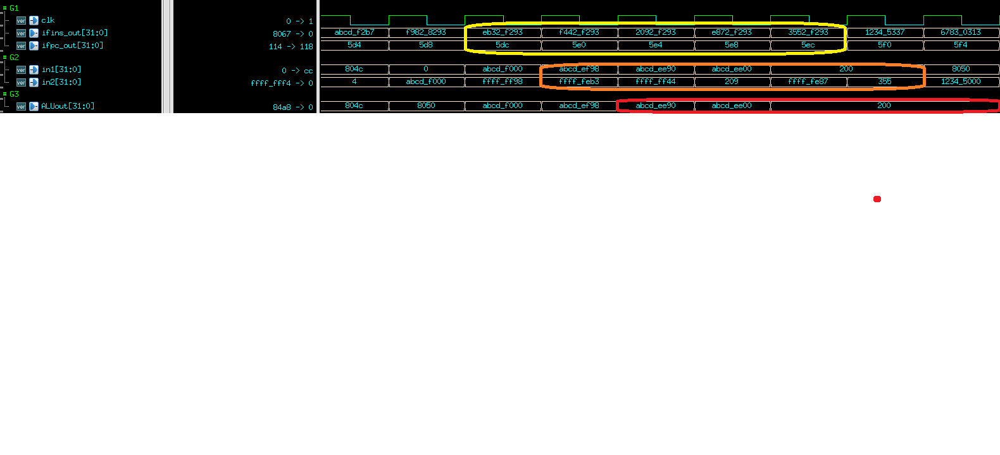 G1
ver clk 0 -> 1
ver ifins_out[31:0] 8067 -> 0 abcd_f2b7 f982_8293 eb32_f293 f442_f293 2092_f293 e872_f293 3552_f293 1234_5337 6783_0313
ver ifpc_out[31:0] 114 -> 118 5d4 5d8 5dc 5e0 5e4 5e8 5ec 5f0 5f4
G2
ver in1[31:0] 0 -> cc 804c 0 abcd_f000 abcd_ef98 abcd_ee90 abcd_ee00 200 8050
ver in2[31:0] ffff_fff4 -> 0 4 abcd_f000 ffff_ff98 ffff_feb3 ffff_ff44 209 ffff_fe87 355 1234_5000
G3
ver ALUout[31:0] 84a8 -> 0 804c 8050 abcd_f000 abcd_ef98 abcd_ee90 abcd_ee00 200